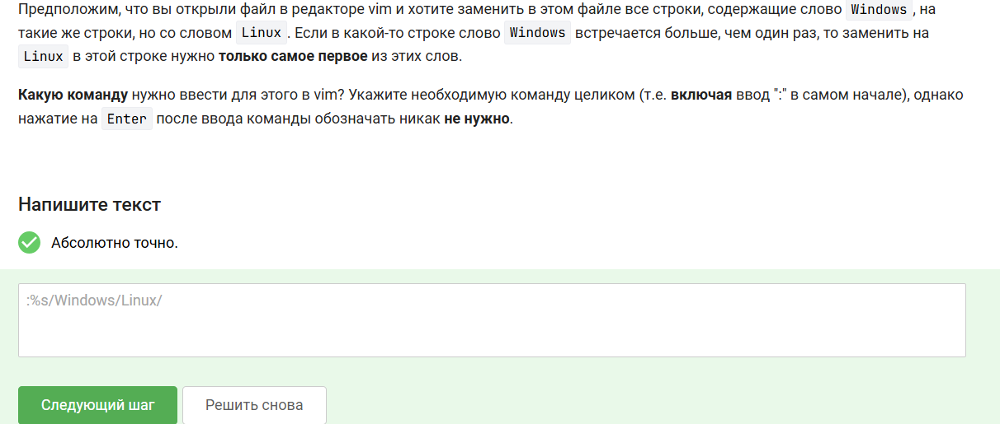 Предположим, что вы открыли файл в редакторе vim и хотите заменить в этом файле все строки, содержащие слово Windows, на
такие же строки, но со словом Linux. Если в какой-то строке слово Windows встречается больше, чем один раз, то заменить на
Linux в этой строке нужно только самое первое из этих слов.
Какую команду нужно ввести для этого в vim? Укажите необходимую команду целиком (т.е. включая ввод ":" в самом начале), однако
нажатие на Enter после ввода команды обозначать никак не нужно.
Напишите текст
Абсолютно точно.
:%s/Windows/Linux/
Следующий шаг Решить снова